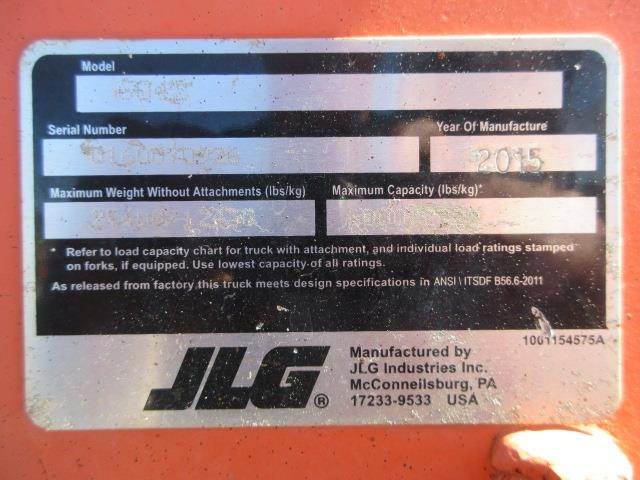 Model
Serial Number
Year Of Manufacture
2015
Maximum Weight Without Attachments (lbs/kg)
Maximum Capacity (lbs/kg)*
* Refer to load capacity chart for truck with attachment, and individual load ratings stamped
on forks, if equipped. Use lowest capacity of all ratings.
As released from factory this truck meets design specifications in ANSI \ ITSDF B56.6-2011
1001154575A
JLG®
Manufactured by
JLG Industries Inc.
McConnellsburg, PA
17233-9533 USA